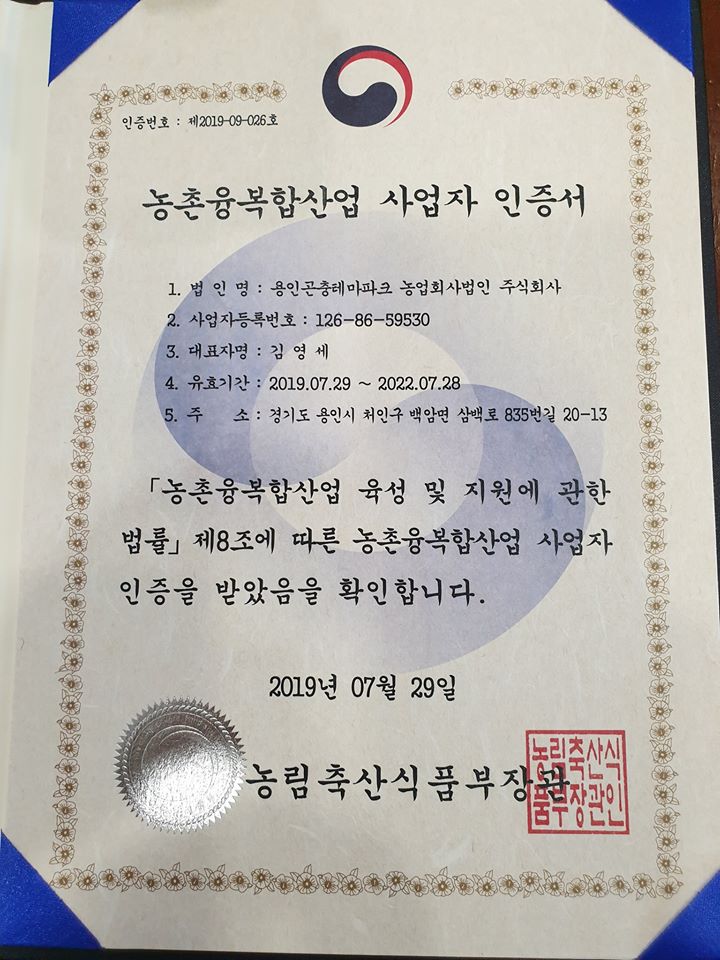 인증번호 : 제2019-09-026호
농촌융복합산업 사업자 인증서
1. 법 인 명 : 용인곤충테마파크 농업회사법인 주식회사
2. 사업자등록번호 : 126-86-59530
3. 대표자명 : 김 영 세
4. 유효기간 : 2019.07.29 ~ 2022.07.28
5. 주 소 : 경기도 용인시 처인구 백암면 삼백로 835번길 20-13
「농촌융복합산업 육성 및 지원에 관한
법률」제8조에 따른 농촌융복합산업 사업자
인증을 받았음을 확인합니다.
2019년 07월 29일
농림축산식품부장관
농림축산식
품부장관인